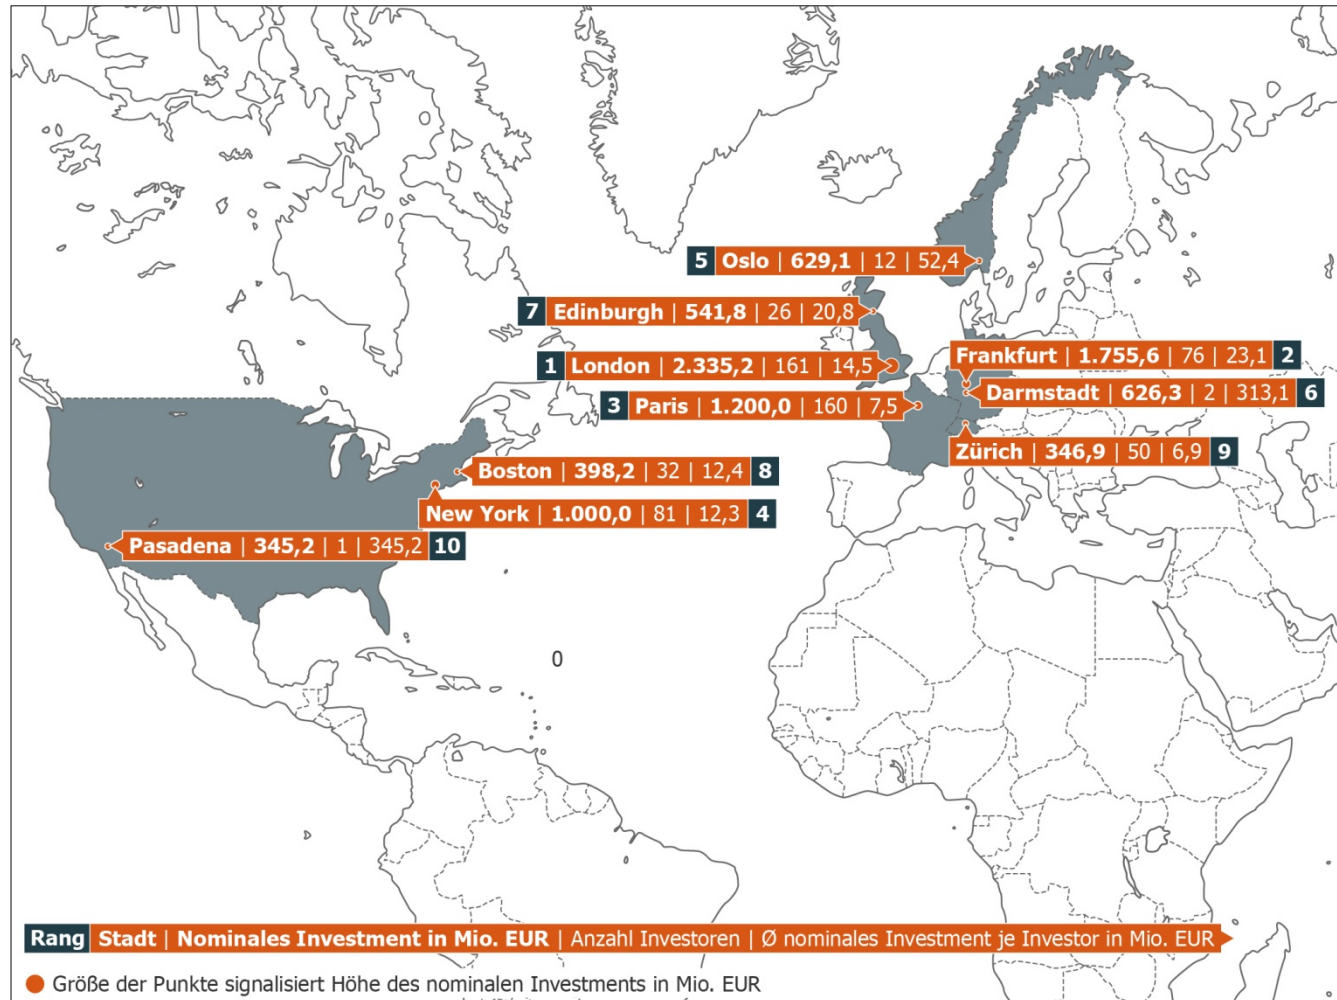 5 Oslo | 629,1 | 12 | 52,4
7 Edinburgh | 541,8 | 26 | 20,8
1 London | 2.335,2 | 161 | 14,5
Frankfurt | 1.755,6 | 76 | 23,1 2
Darmstadt | 626,3 | 2 | 313,1 6
3 Paris | 1.200,0 | 160 | 7,5
Zürich | 346,9 | 50 | 6,9 9
Boston | 398,2 | 32 | 12,4 8
New York | 1.000,0 | 81 | 12,3 4
Pasadena | 345,2 | 1 | 345,2 10
0
Rang Stadt | Nominales Investment in Mio. EUR | Anzahl Investoren | Ø nominales Investment je Investor in Mio. EUR
Größe der Punkte signalisiert Höhe des nominalen Investments in Mio. EUR